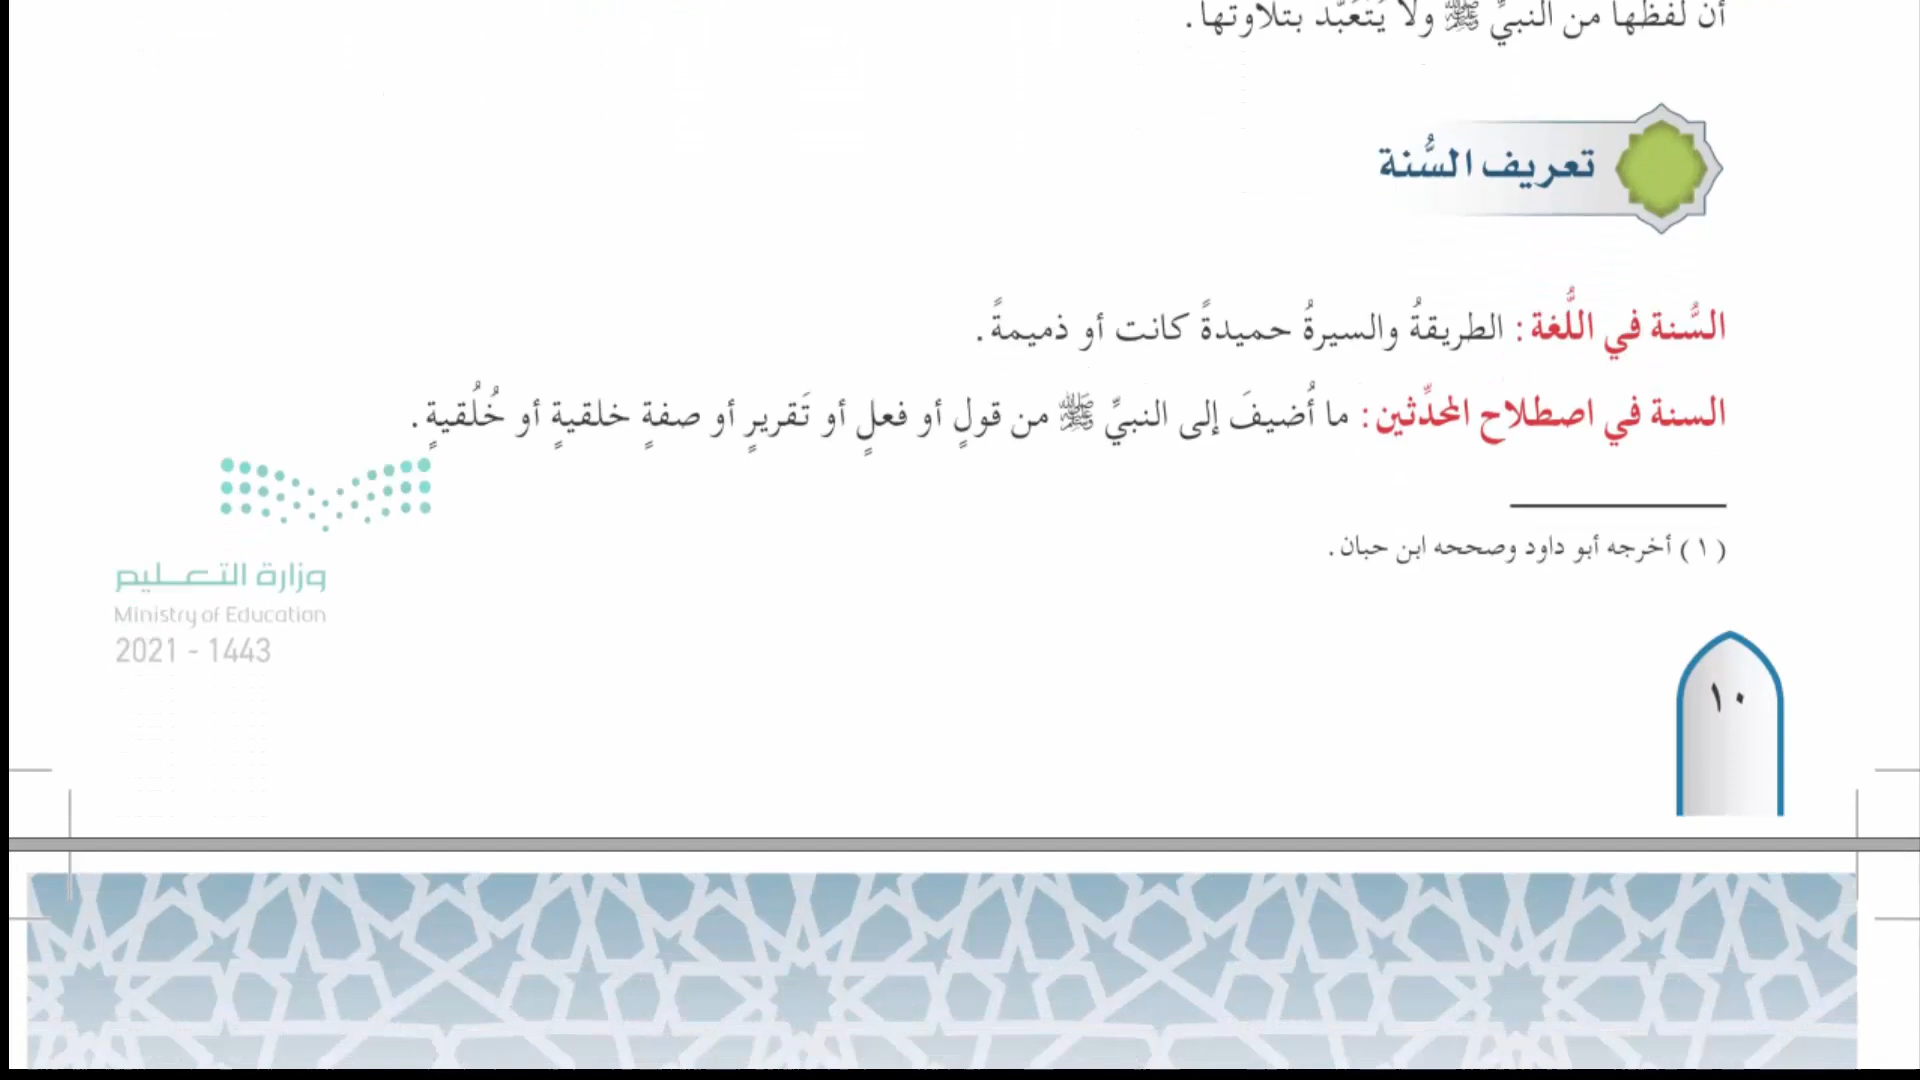 أن لفظها من النبيِّ ﷺ ولا يُتَعَبَّد بتلاوتها.
تعريف السُّنة
السُّنة في اللُّغة: الطريقةُ والسيرةُ حميدةً كانت أو ذميمةً.
السنة في اصطلاح المحدِّثين: ما أُضيفَ إلى النبيِّ ﷺ من قولٍ أو فعلٍ أو تَقريرٍ أو صفةٍ خلقيةٍ أو خُلُقيةٍ.
(١) أخرجه أبو داود وصححه ابن حبان.
وزارة التعليم
Ministry of Education
2021 - 1443
١٠